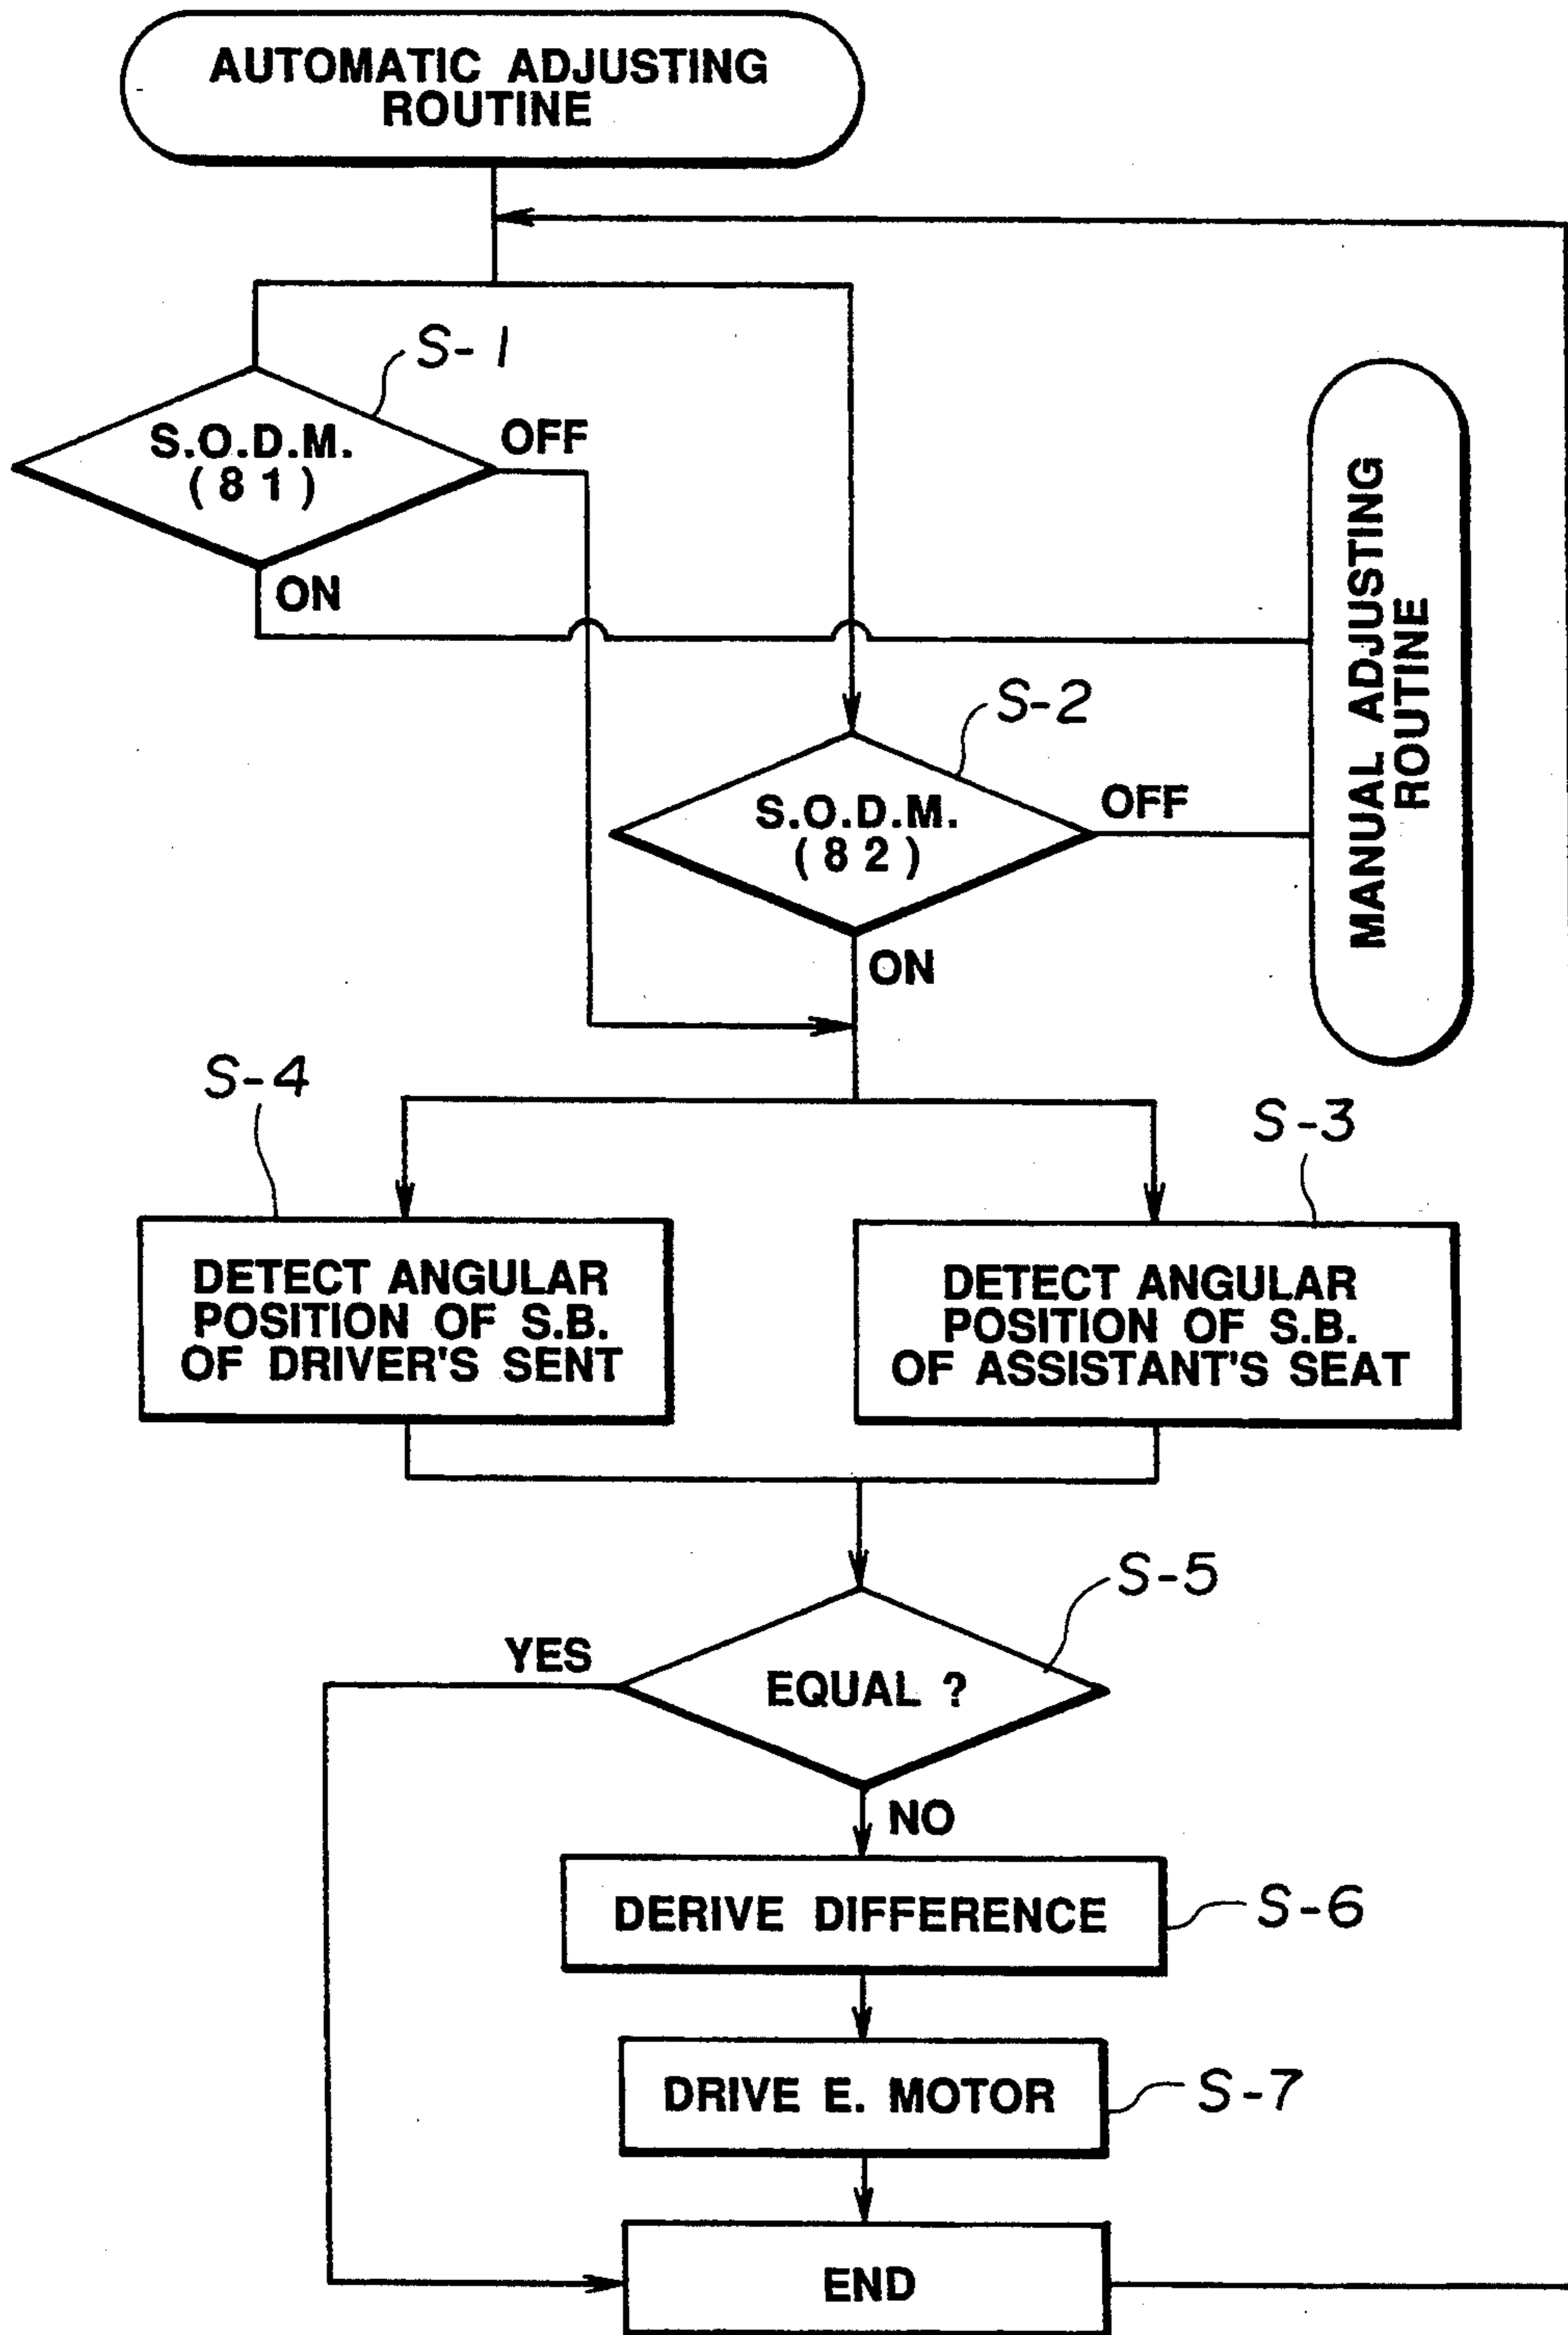 AUTOMATIC ADJUSTING
ROUTINE
S-1
S.O.D.M.
(81)
OFF
ON
MANUAL ADJUSTING
ROUTINE
S-2
S.O.D.M.
(82)
OFF
ON
S-4
S-3
DETECT ANGULAR
POSITION OF S.B.
OF DRIVER'S SENT
DETECT ANGULAR
POSITION OF S.B.
OF ASSISTANT'S SEAT
S-5
YES
EQUAL ?
NO
DERIVE DIFFERENCE
S-6
DRIVE E. MOTOR
S-7
END